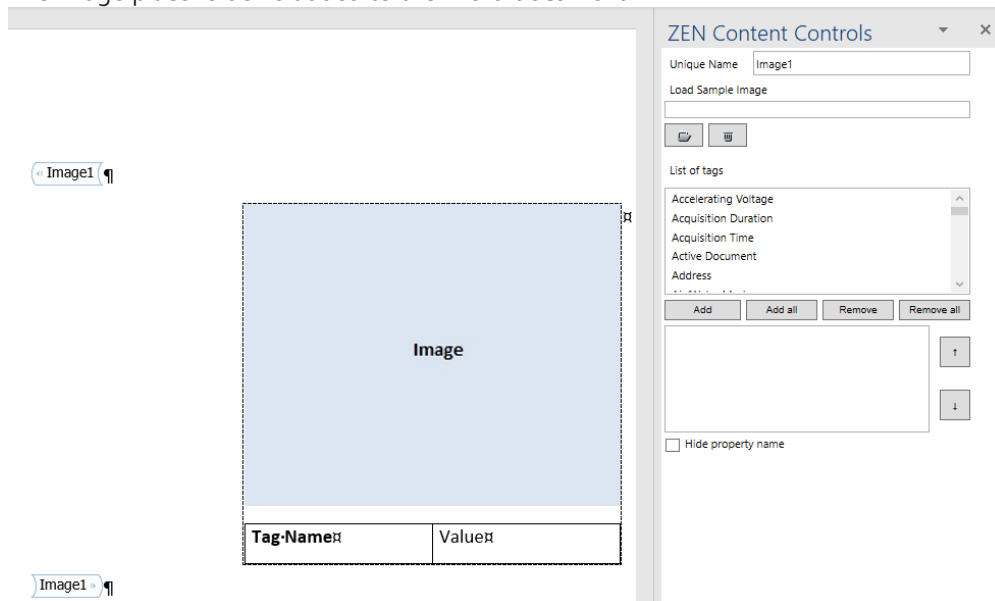 ZEN Content Controls
Unique Name Image1
Load Sample Image
Image1 ¶
List of tags
Accelerating Voltage
Acquisition Duration
Acquisition Time
Active Document
Address
Add Add all Remove Remove all
Image
↑
↓
Hide property name
Tag·Name¤ Value¤
¤
Image1 ¶